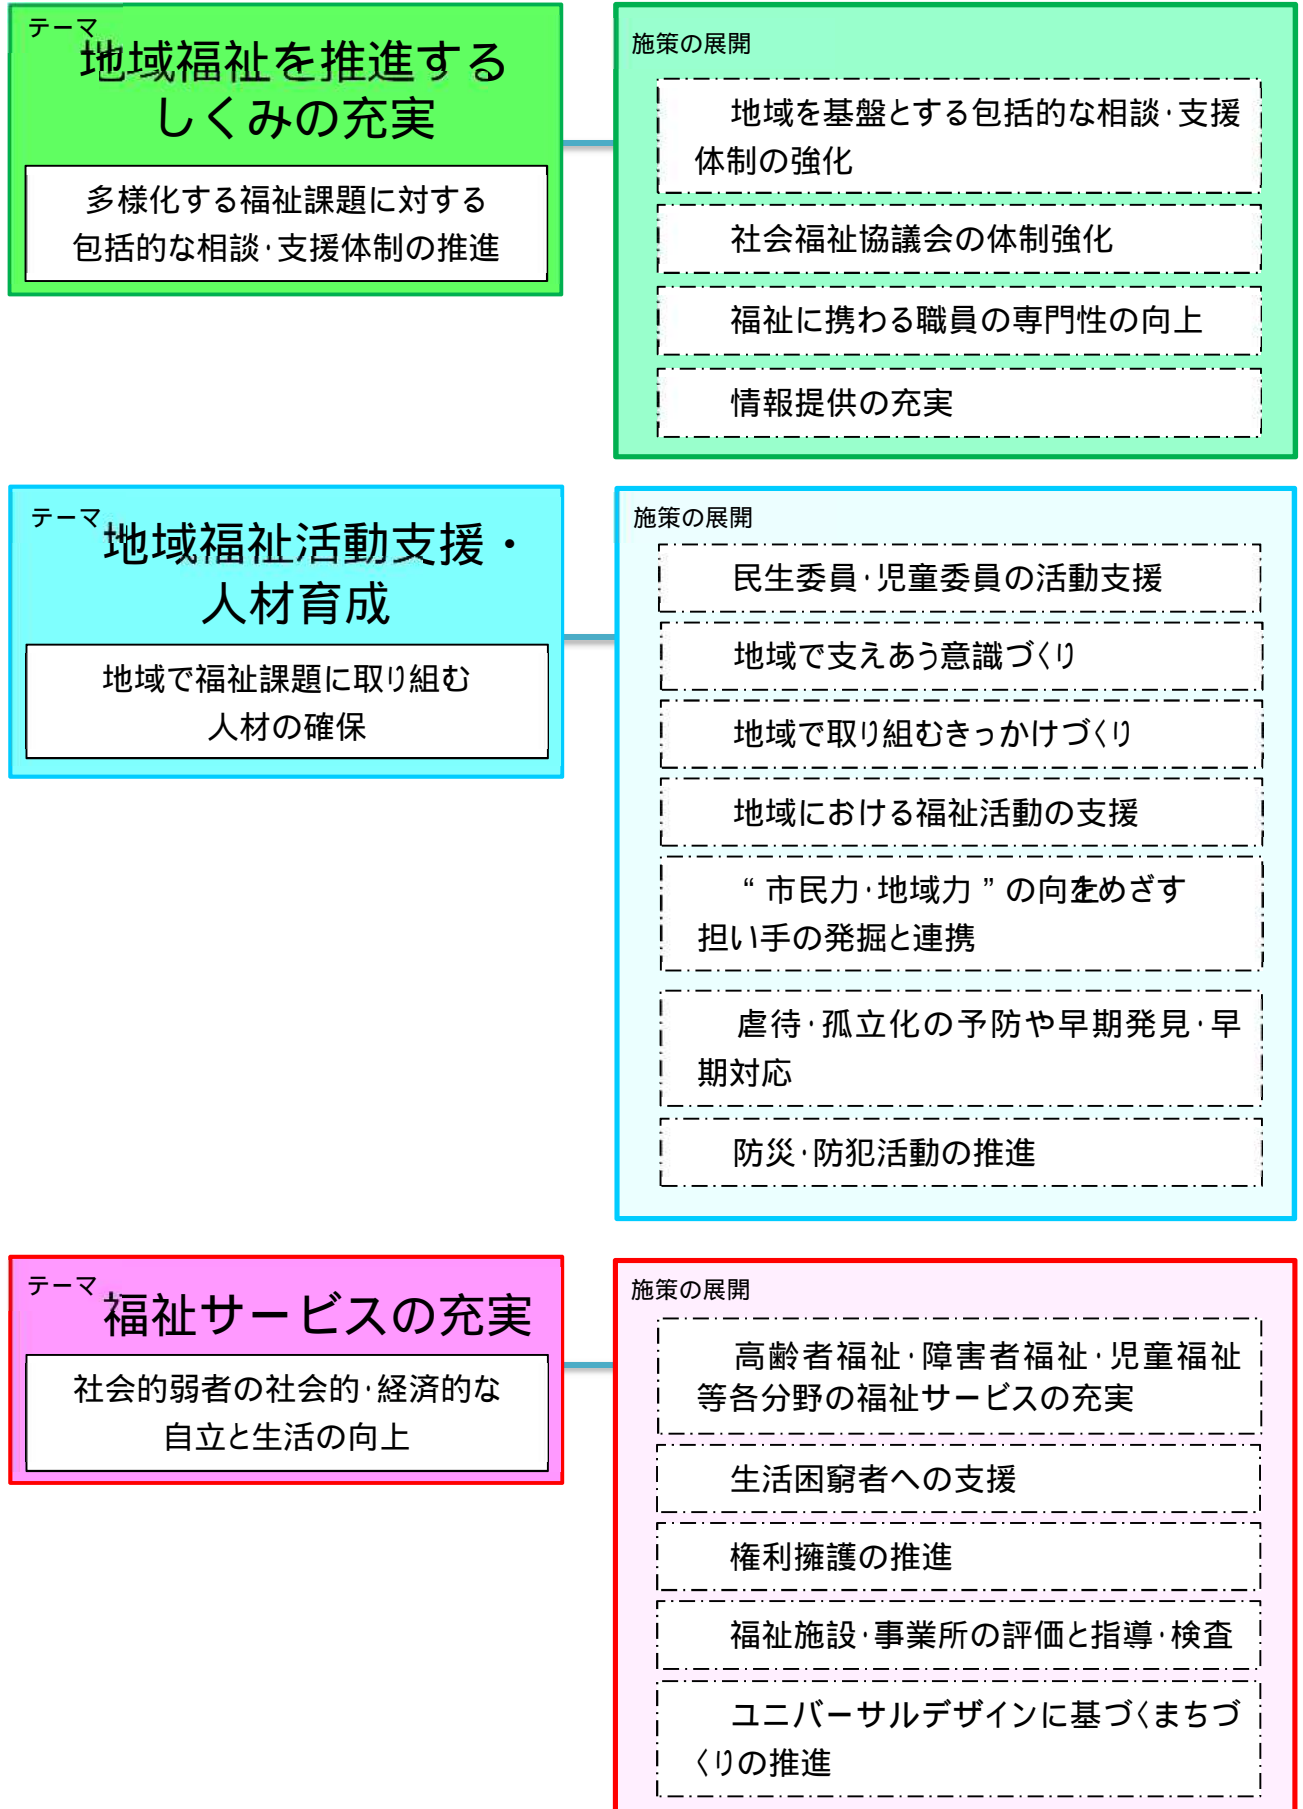 テーマ
地域福祉を推進する
しくみの充実
多様化する福祉課題に対する
包括的な相談･支援体制の推進
施策の展開
地域を基盤とする包括的な相談･支援
体制の強化
社会福祉協議会の体制強化
福祉に携わる職員の専門性の向上
情報提供の充実
テーマ
地域福祉活動支援・
人材育成
地域で福祉課題に取り組む
人材の確保
施策の展開
民生委員･児童委員の活動支援
地域で支えあう意識づくり
地域で取り組むきっかけづくり
地域における福祉活動の支援
“市民力･地域力”の向上をめざす
担い手の発掘と連携
虐待･孤立化の予防や早期発見･早
期対応
防災･防犯活動の推進
テーマ
福祉サービスの充実
社会的弱者の社会的･経済的な
自立と生活の向上
施策の展開
高齢者福祉･障害者福祉･児童福祉
等各分野の福祉サービスの充実
生活困窮者への支援
権利擁護の推進
福祉施設･事業所の評価と指導･検査
ユニバーサルデザインに基づくまちづ
くりの推進